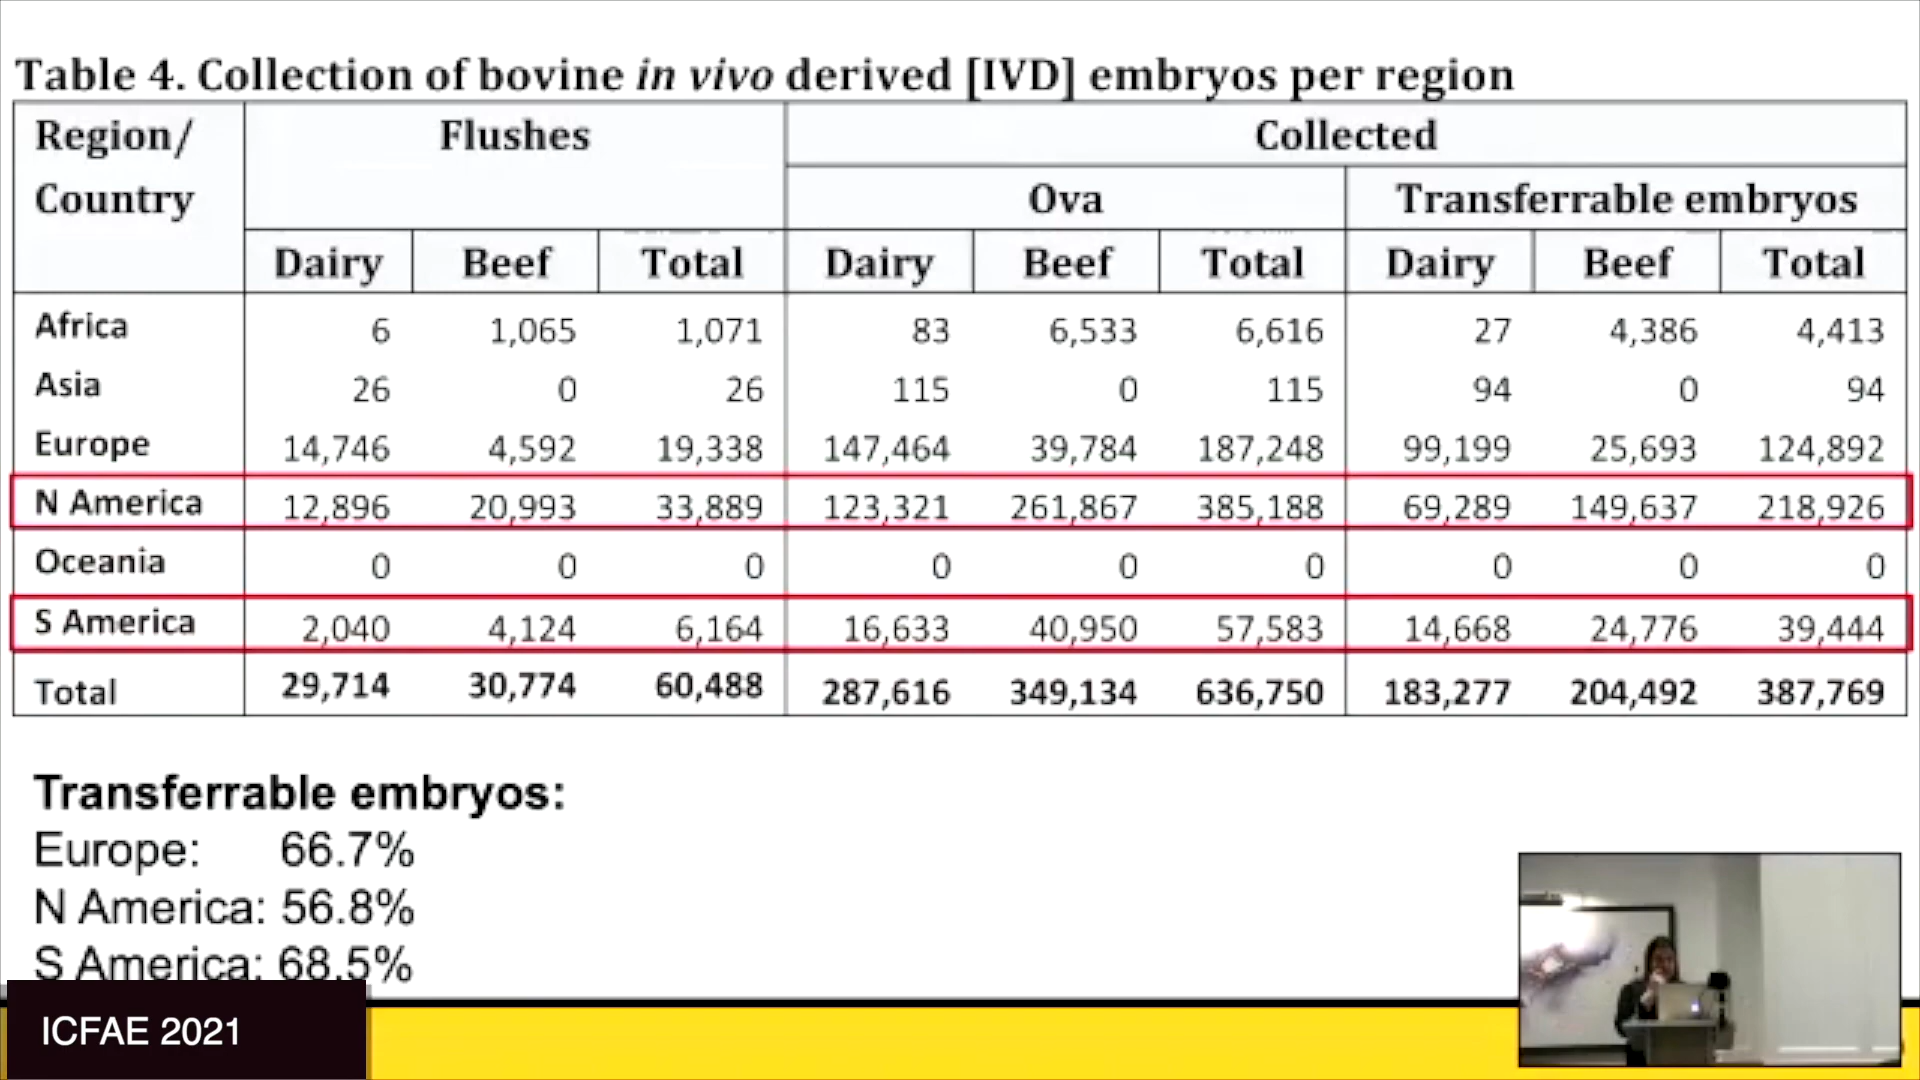 Table 4. Collection of bovine in vivo derived [IVD] embryos per region
Region/ Country Flushes Collected
Ova Transferrable embryos
Dairy Beef Total Dairy Beef Total Dairy Beef Total
Africa 6 1,065 1,071 83 6,533 6,616 27 4,386 4,413
Asia 26 0 26 115 0 115 94 0 94
Europe 14,746 4,592 19,338 147,464 39,784 187,248 99,199 25,693 124,892
N America 12,896 20,993 33,889 123,321 261,867 385,188 69,289 149,637 218,926
Oceania 0 0 0 0 0 0 0 0 0
S America 2,040 4,124 6,164 16,633 40,950 57,583 14,668 24,776 39,444
Total 29,714 30,774 60,488 287,616 349,134 636,750 183,277 204,492 387,769
Transferrable embryos:
Europe: 66.7%
N America: 56.8%
S America: 68.5%
ICFAE 2021